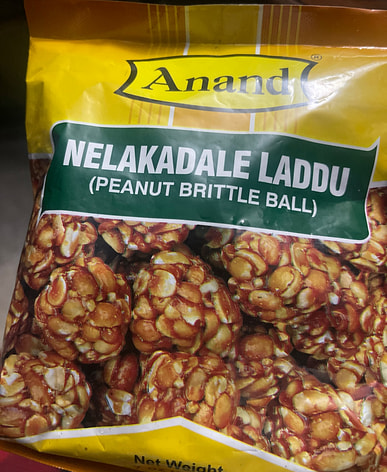 Anand®
NELAKADALE LADDU
(PEANUT BRITTLE BALL)
Net Weight